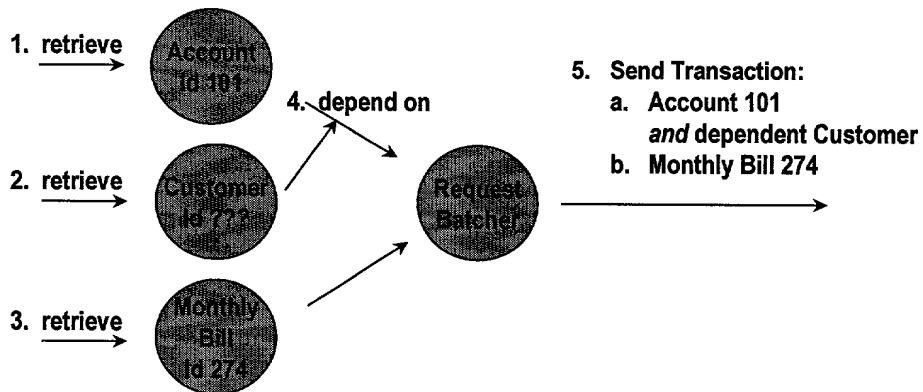 1. retrieve
Account
Id 101
4. depend on
2. retrieve
Customer
Id ???
3. retrieve
Monthly
Bill
Id 274
Request
Batcher
5. Send Transaction:
a. Account 101
and dependent Customer
b. Monthly Bill 274